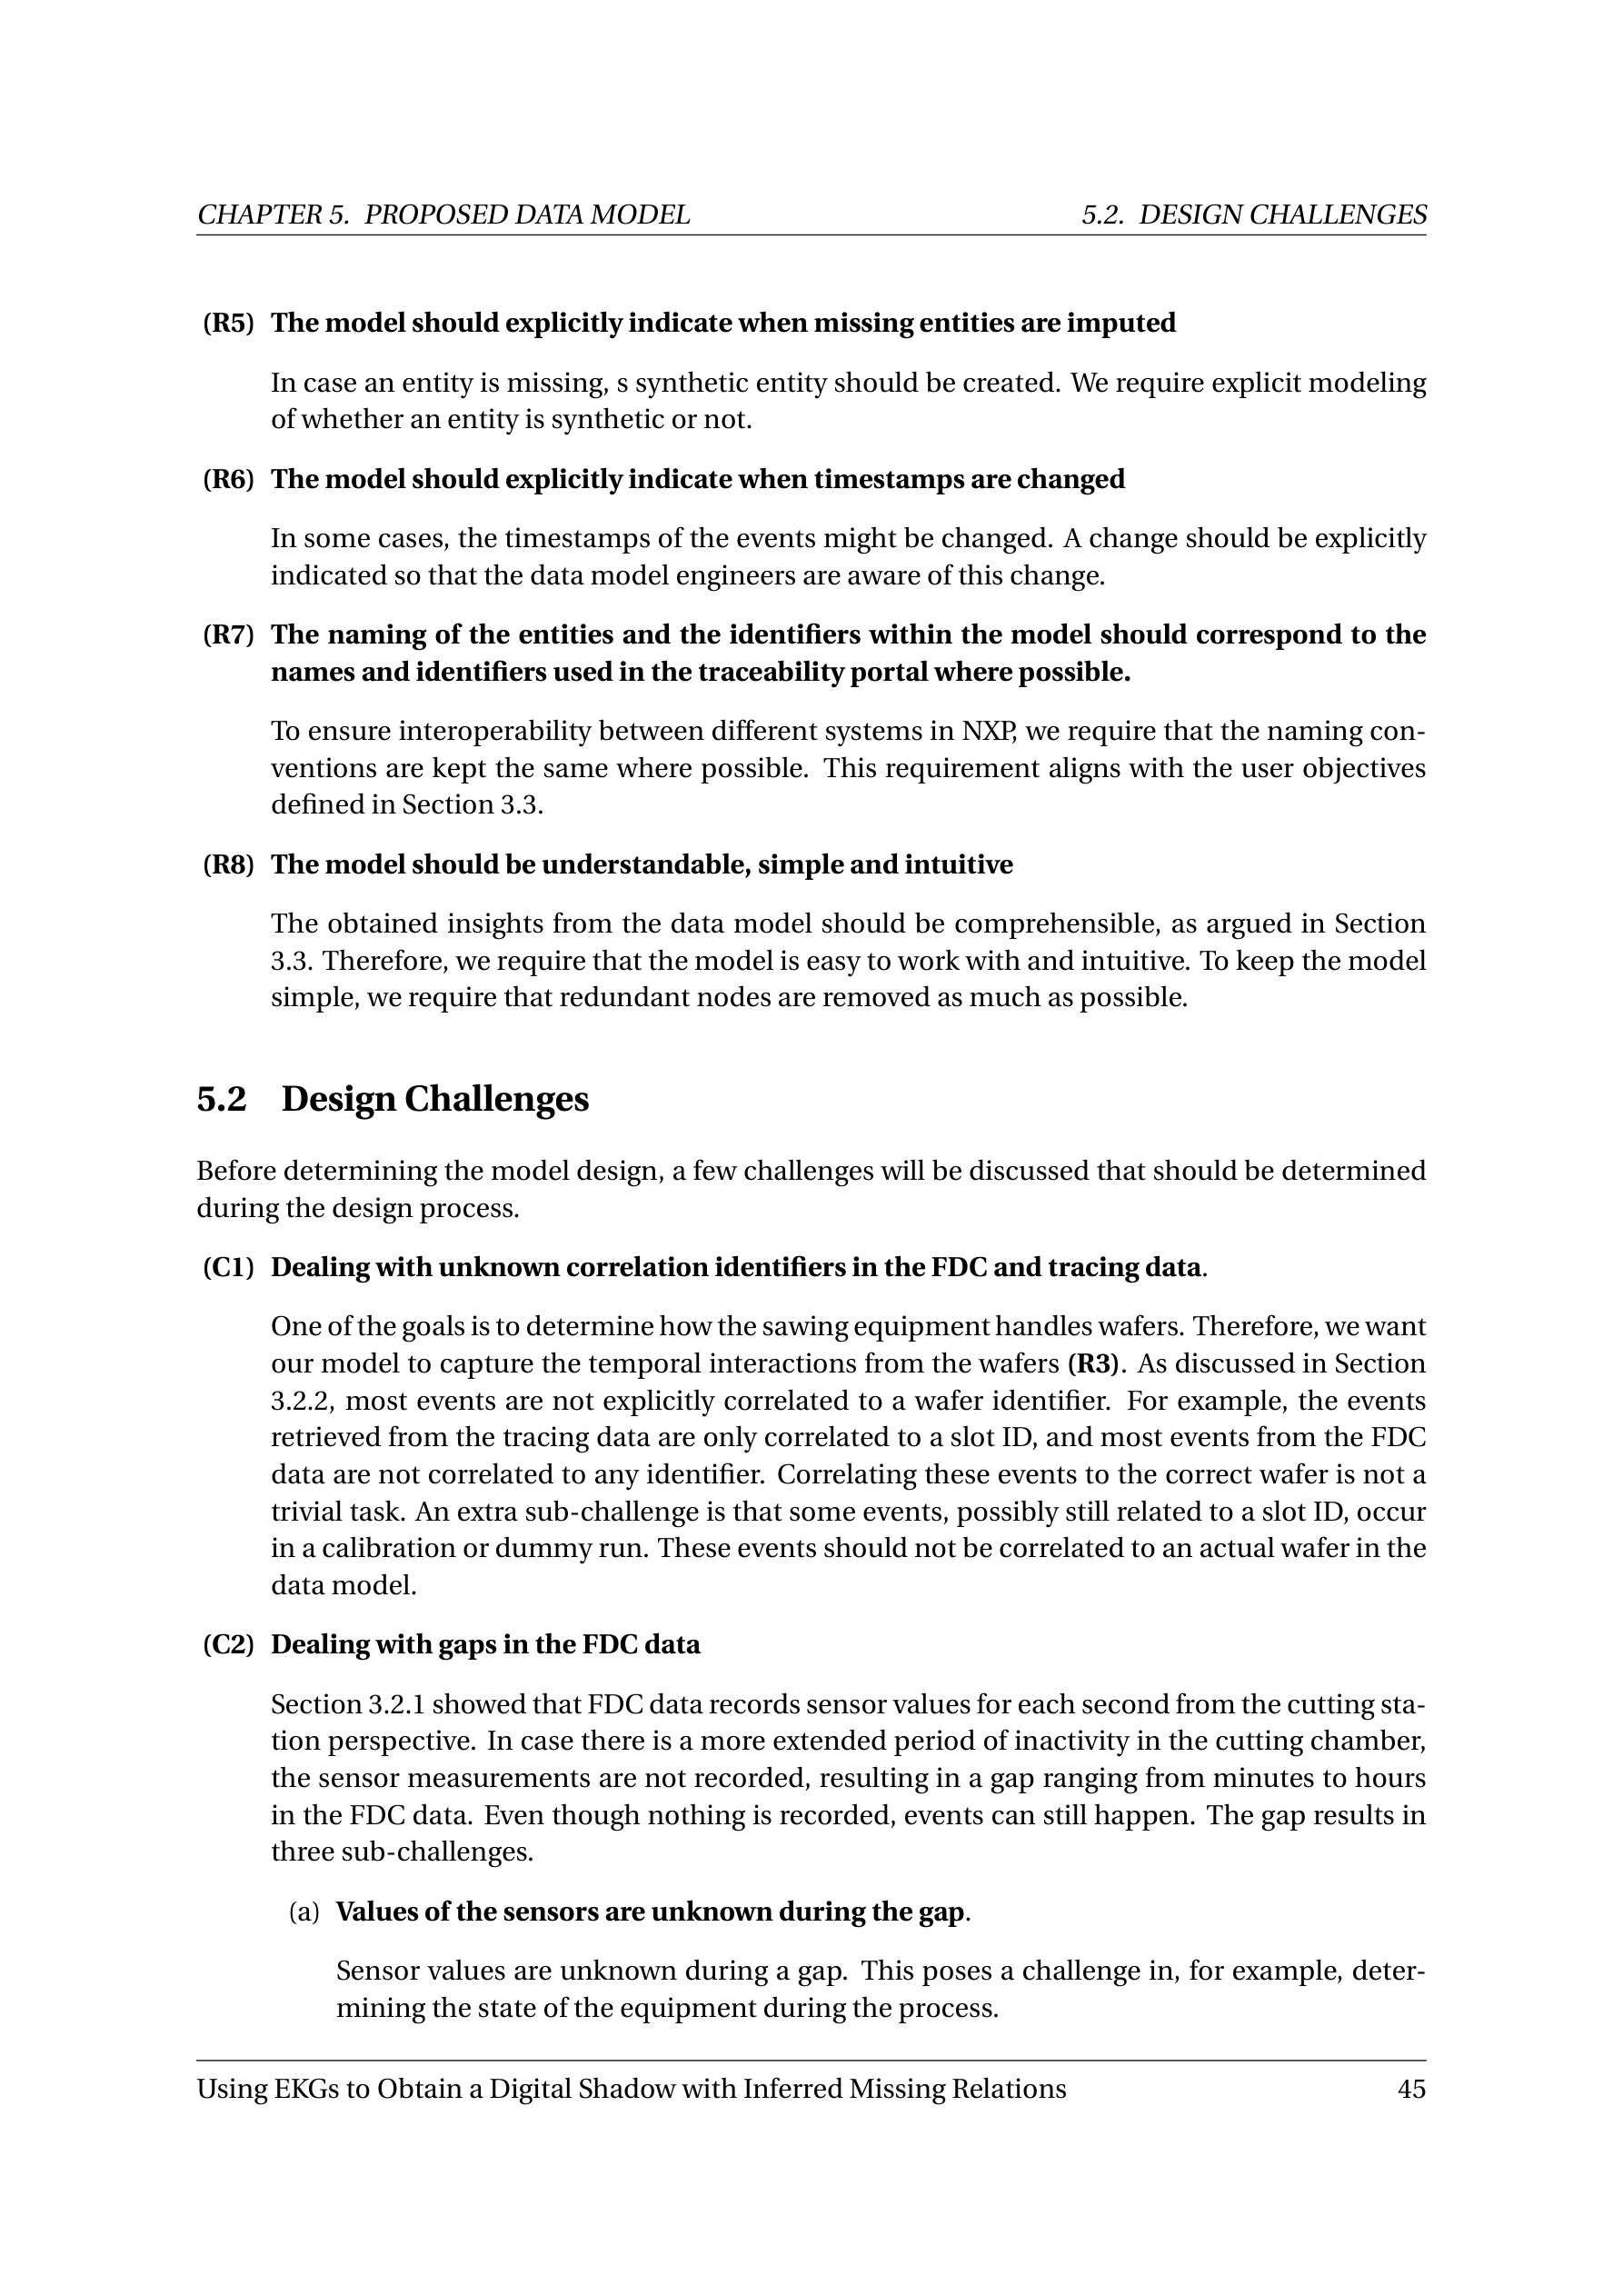 CHAPTER 5. PROPOSED DATA MODEL 5.2. DESIGN CHALLENGES
(R5) The model should explicitly indicate when missing entities are imputed
In case an entity is missing, s synthetic entity should be created. We require explicit modeling
of whether an entity is synthetic or not.
(R6) The model should explicitly indicate when timestamps are changed
In some cases, the timestamps of the events might be changed. A change should be explicitly
indicated so that the data model engineers are aware of this change.
(R7) The naming of the entities and the identifiers within the model should correspond to the
names and identifiers used in the traceability portal where possible.
To ensure interoperability between different systems in NXP, we require that the naming con-
ventions are kept the same where possible. This requirement aligns with the user objectives
defined in Section 3.3.
(R8) The model should be understandable, simple and intuitive
The obtained insights from the data model should be comprehensible, as argued in Section
3.3. Therefore, we require that the model is easy to work with and intuitive. To keep the model
simple, we require that redundant nodes are removed as much as possible.
5.2 Design Challenges
Before determining the model design, a few challenges will be discussed that should be determined
during the design process.
(C1) Dealing with unknown correlation identifiers in the FDC and tracing data.
One of the goals is to determine how the sawing equipment handles wafers. Therefore, we want
our model to capture the temporal interactions from the wafers (R3). As discussed in Section
3.2.2, most events are not explicitly correlated to a wafer identifier. For example, the events
retrieved from the tracing data are only correlated to a slot ID, and most events from the FDC
data are not correlated to any identifier. Correlating these events to the correct wafer is not a
trivial task. An extra sub-challenge is that some events, possibly still related to a slot ID, occur
in a calibration or dummy run. These events should not be correlated to an actual wafer in the
data model.
(C2) Dealing with gaps in the FDC data
Section 3.2.1 showed that FDC data records sensor values for each second from the cutting sta-
tion perspective. In case there is a more extended period of inactivity in the cutting chamber,
the sensor measurements are not recorded, resulting in a gap ranging from minutes to hours
in the FDC data. Even though nothing is recorded, events can still happen. The gap results in
three sub-challenges.
(a) Values of the sensors are unknown during the gap.
Sensor values are unknown during a gap. This poses a challenge in, for example, deter-
mining the state of the equipment during the process.
Using EKGs to Obtain a Digital Shadow with Inferred Missing Relations 45